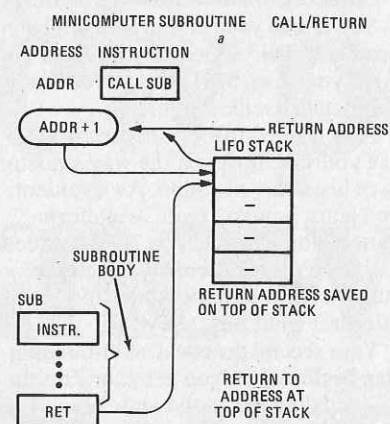 MINICOMPUTER SUBROUTINE CALL/RETURN
a
ADDRESS INSTRUCTION
ADDR CALL SUB
ADDR + 1
RETURN ADDRESS
LIFO STACK
–
–
–
SUBROUTINE
BODY
RETURN ADDRESS SAVED
ON TOP OF STACK
SUB
INSTR.
RET
RETURN TO
ADDRESS AT
TOP OF STACK